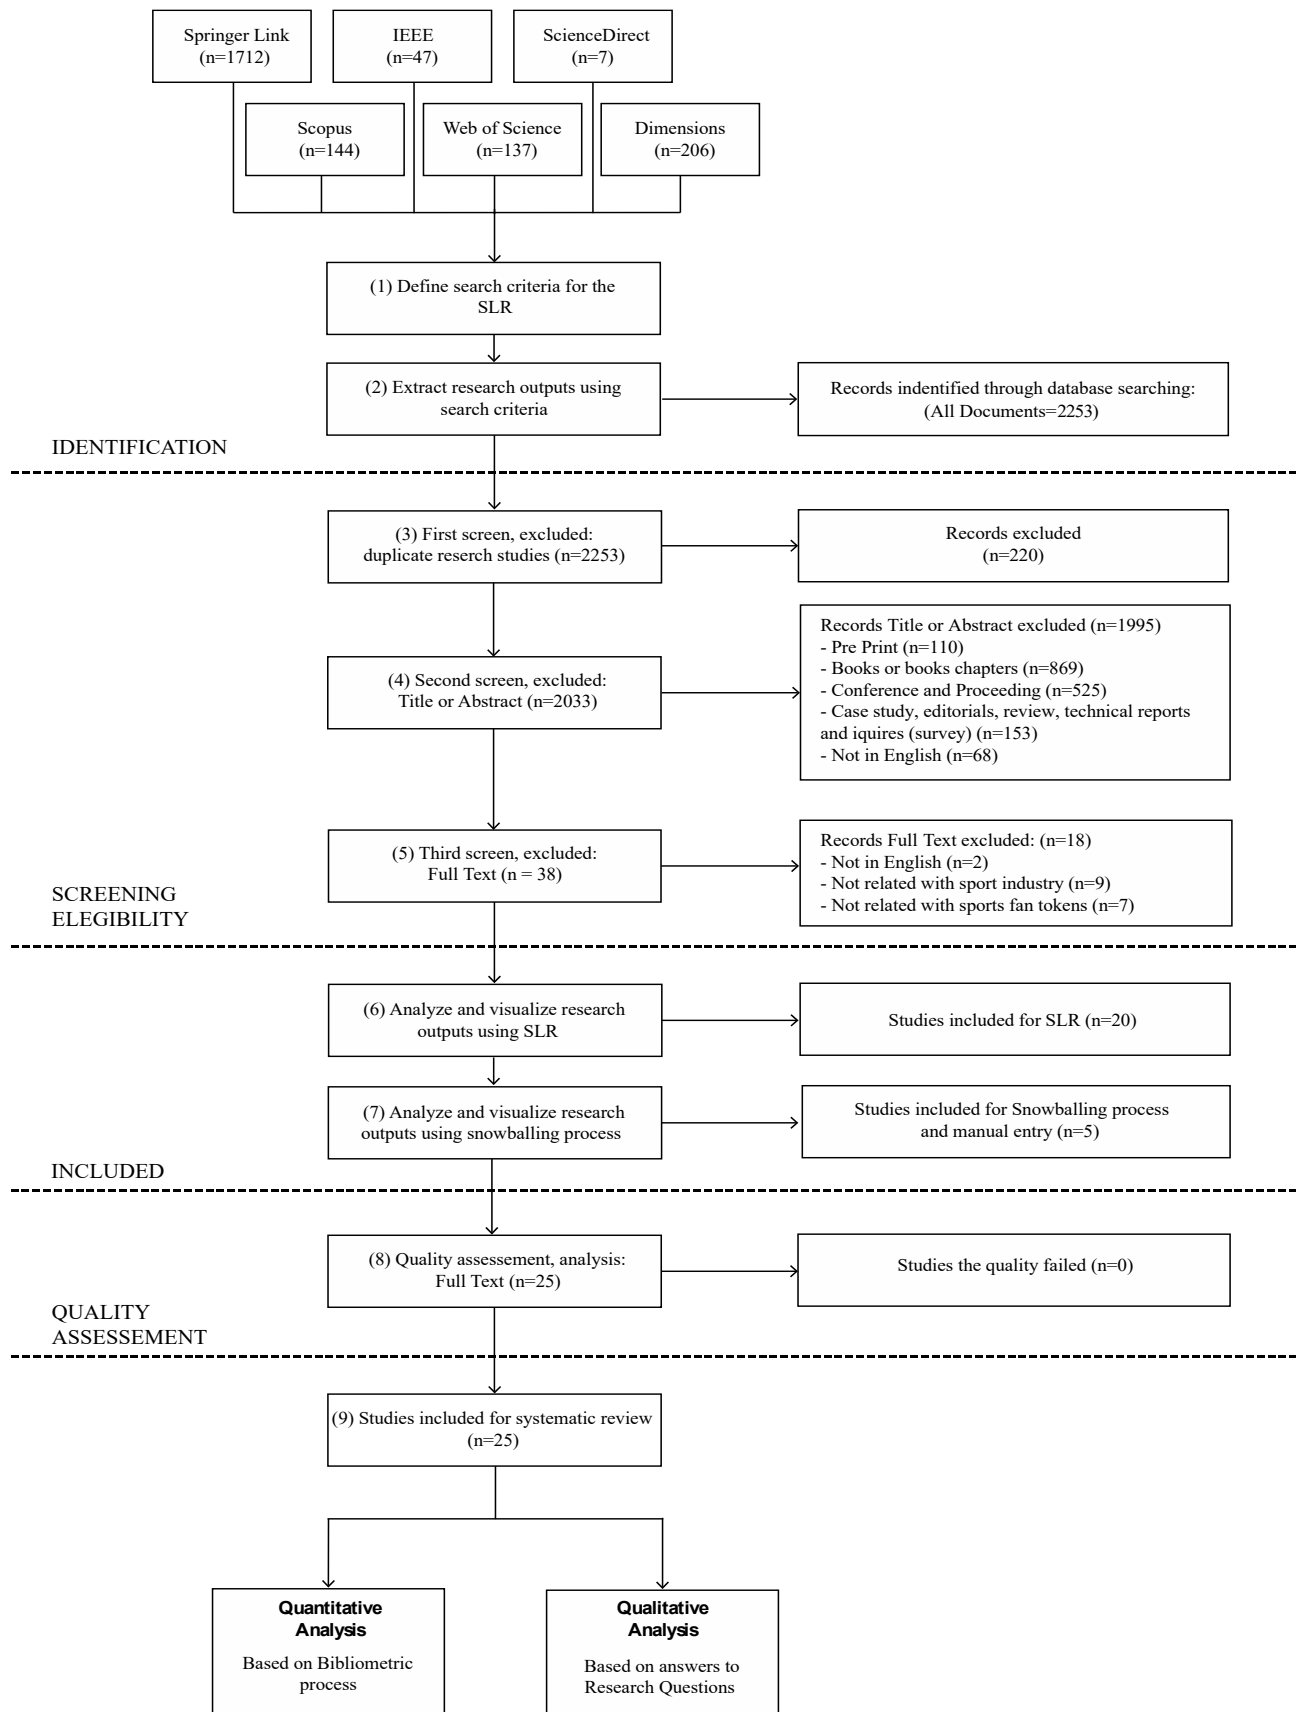 Springer Link
(n=1712)
IEEE
(n=47)
ScienceDirect
(n=7)
Scopus
(n=144)
Web of Science
(n=137)
Dimensions
(n=206)
(1) Define search criteria for the
SLR
(2) Extract research outputs using
search criteria
Records indentified through database searching:
(All Documents=2253)
IDENTIFICATION
(3) First screen, excluded:
duplicate reserch studies (n=2253)
Records excluded
(n=220)
(4) Second screen, excluded:
Title or Abstract (n=2033)
Records Title or Abstract excluded (n=1995)
- Pre Print (n=110)
- Books or books chapters (n=869)
- Conference and Proceeding (n=525)
- Case study, editorials, review, technical reports
and iquires (survey) (n=153)
- Not in English (n=68)
(5) Third screen, excluded:
Full Text (n = 38)
Records Full Text excluded: (n=18)
- Not in English (n=2)
- Not related with sport industry (n=9)
- Not related with sports fan tokens (n=7)
SCREENING
ELEGIBILITY
(6) Analyze and visualize research
outputs using SLR
Studies included for SLR (n=20)
(7) Analyze and visualize research
outputs using snowballing process
Studies included for Snowballing process
and manual entry (n=5)
INCLUDED
(8) Quality assessement, analysis:
Full Text (n=25)
Studies the quality failed (n=0)
QUALITY
ASSESSEMENT
(9) Studies included for systematic review
(n=25)
Quantitative
Analysis
Based on Bibliometric
process
Qualitative
Analysis
Based on answers to
Research Questions